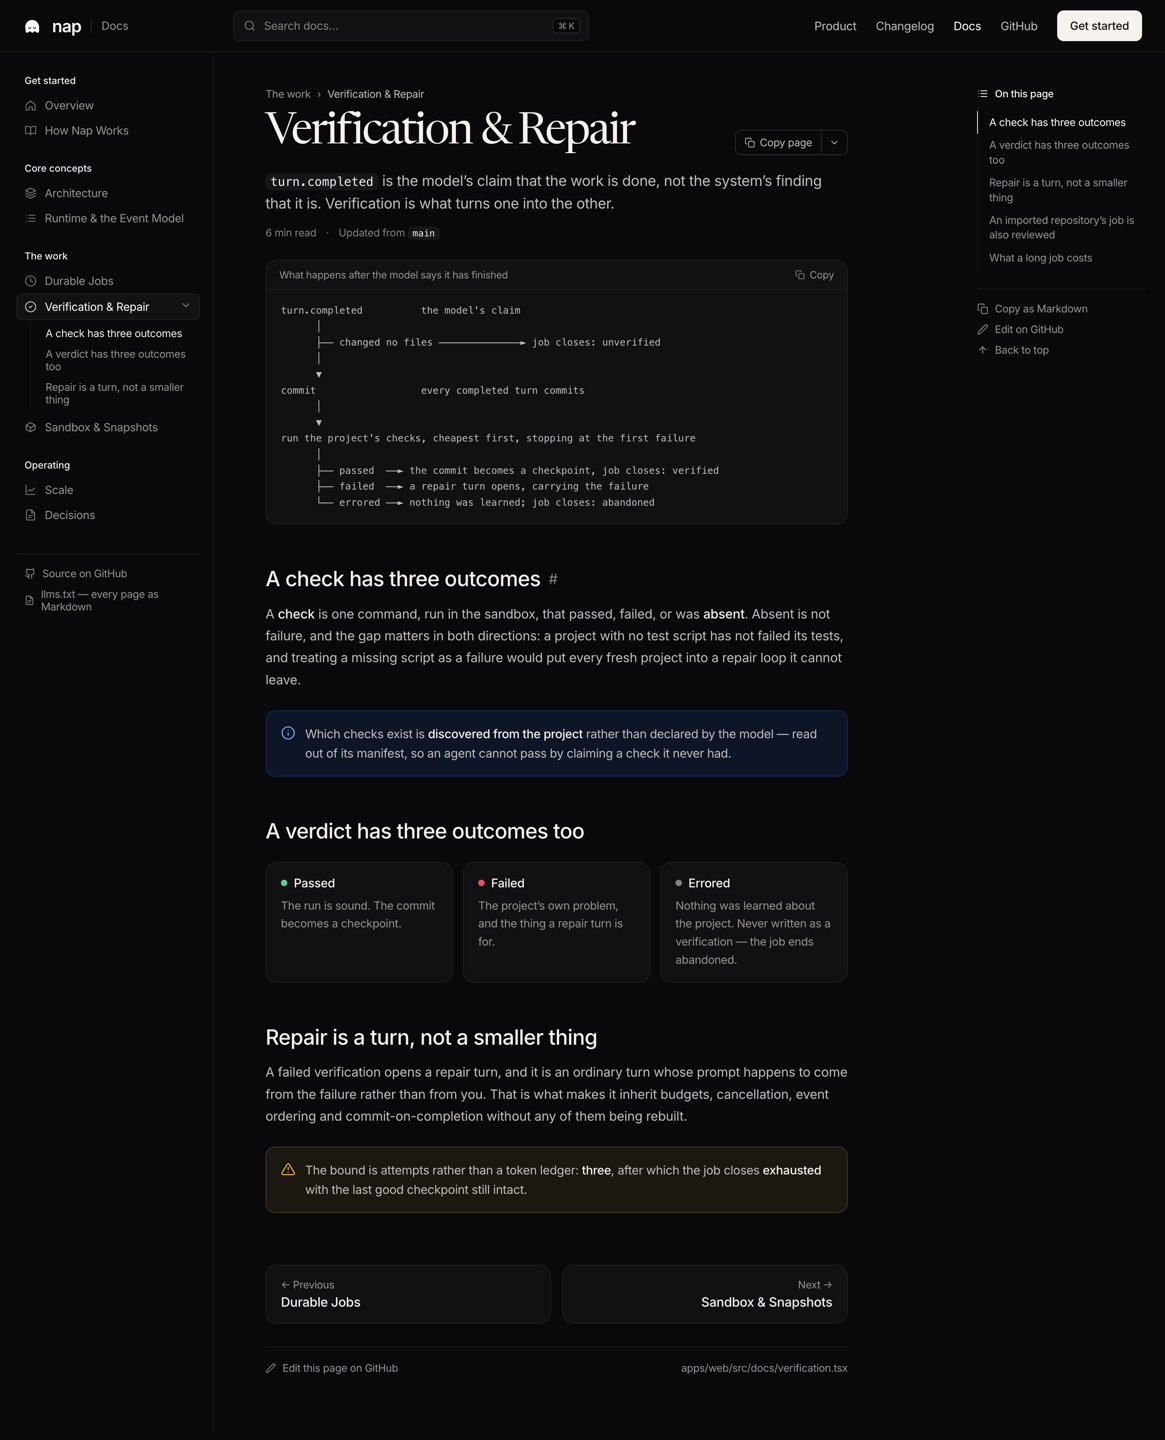 nap
Docs
Search docs...
⌘ K
Product
Changelog
Docs
GitHub
Get started
Get started
Overview
How Nap Works
Core concepts
Architecture
Runtime & the Event Model
The work
Durable Jobs
Verification & Repair
A check has three outcomes
A verdict has three outcomes
too
Repair is a turn, not a smaller
thing
Sandbox & Snapshots
Operating
Scale
Decisions
Source on GitHub
llms.txt — every page as
Markdown
The work › Verification & Repair
Verification & Repair
Copy page
turn.completed is the model’s claim that the work is done, not the system’s finding
that it is. Verification is what turns one into the other.
6 min read · Updated from main
What happens after the model says it has finished
Copy
turn.completed the model's claim
changed no files job closes: unverified
commit every completed turn commits
run the project's checks, cheapest first, stopping at the first failure
passed the commit becomes a checkpoint, job closes: verified
failed a repair turn opens, carrying the failure
errored nothing was learned; job closes: abandoned
A check has three outcomes #
A check is one command, run in the sandbox, that passed, failed, or was absent. Absent is not
failure, and the gap matters in both directions: a project with no test script has not failed its tests,
and treating a missing script as a failure would put every fresh project into a repair loop it cannot
leave.
Which checks exist is discovered from the project rather than declared by the model — read
out of its manifest, so an agent cannot pass by claiming a check it never had.
A verdict has three outcomes too
Passed
The run is sound. The commit
becomes a checkpoint.
Failed
The project’s own problem,
and the thing a repair turn is
for.
Errored
Nothing was learned about
the project. Never written as a
verification — the job ends
abandoned.
Repair is a turn, not a smaller thing
A failed verification opens a repair turn, and it is an ordinary turn whose prompt happens to come
from the failure rather than from you. That is what makes it inherit budgets, cancellation, event
ordering and commit-on-completion without any of them being rebuilt.
The bound is attempts rather than a token ledger: three, after which the job closes exhausted
with the last good checkpoint still intact.
← Previous
Durable Jobs
Next →
Sandbox & Snapshots
Edit this page on GitHub
apps/web/src/docs/verification.tsx
On this page
A check has three outcomes
A verdict has three outcomes
too
Repair is a turn, not a smaller
thing
An imported repository’s job is
also reviewed
What a long job costs
Copy as Markdown
Edit on GitHub
Back to top